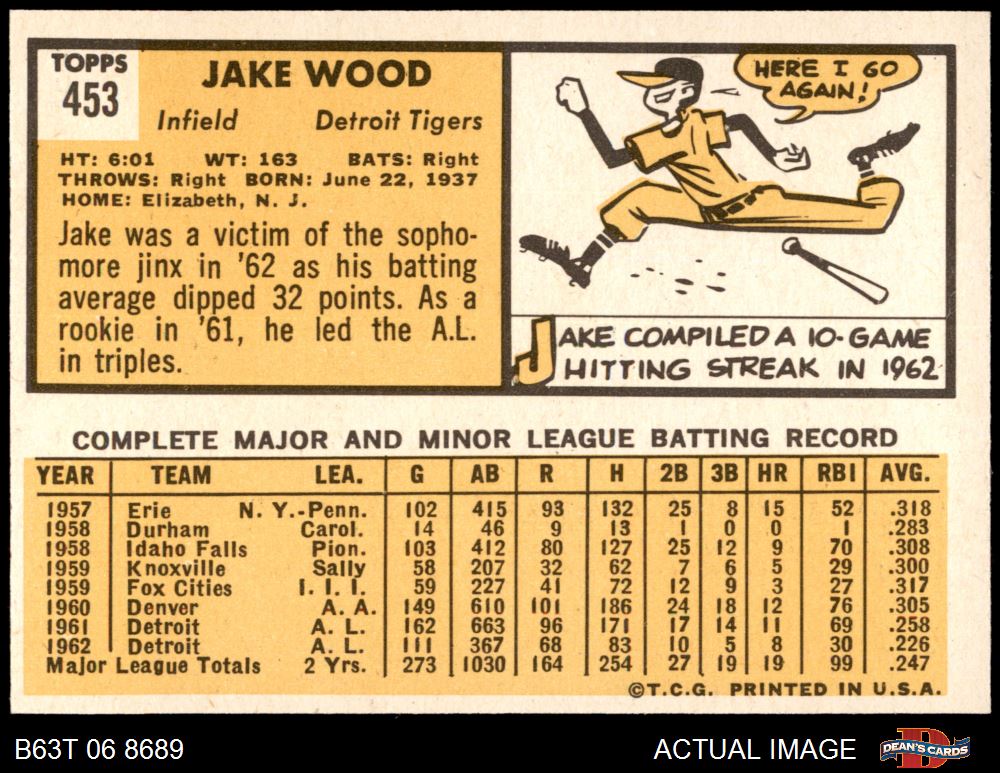 TOPPS
453
JAKE WOOD
Infield Detroit Tigers
HT: 6:01 WT: 163 BATS: Right
THROWS: Right BORN: June 22, 1937
HOME: Elizabeth, N. J.
Jake was a victim of the sopho-
more jinx in '62 as his batting
average dipped 32 points. As a
rookie in '61, he led the A.L.
in triples.
HERE I GO
AGAIN!
JAKE COMPILED A 10-GAME
HITTING STREAK IN 1962
COMPLETE MAJOR AND MINOR LEAGUE BATTING RECORD
YEAR TEAM LEA. G AB R H 2B 3B HR RBI AVG.
1957 Erie N. Y.-Penn. 102 415 93 132 25 8 15 52 .318
1958 Durham Carol. 14 46 9 13 1 0 0 1 .283
1958 Idaho Falls Pion. 103 412 80 127 25 12 9 70 .308
1959 Knoxville Sally 58 207 32 62 7 6 5 29 .300
1959 Fox Cities I. I. I. 59 227 41 72 12 9 3 27 .317
1960 Denver A. A. 149 610 101 186 24 18 12 76 .305
1961 Detroit A. L. 162 663 96 171 17 14 11 69 .258
1962 Detroit A. L. 111 367 68 83 10 5 8 30 .226
Major League Totals 2 Yrs. 273 1030 164 254 27 19 19 99 .247
©T.C.G. PRINTED IN U.S.A.
B63T 06 8689 ACTUAL IMAGE DEAN'S CARDS